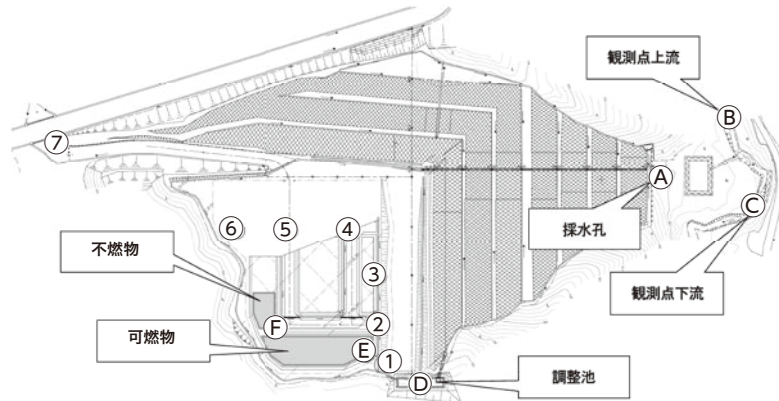 観測点上流
B
⑦
A
C
採水孔
⑥
⑤
④
不燃物
③
観測点下流
F
②
可燃物
E
①
D
調整池